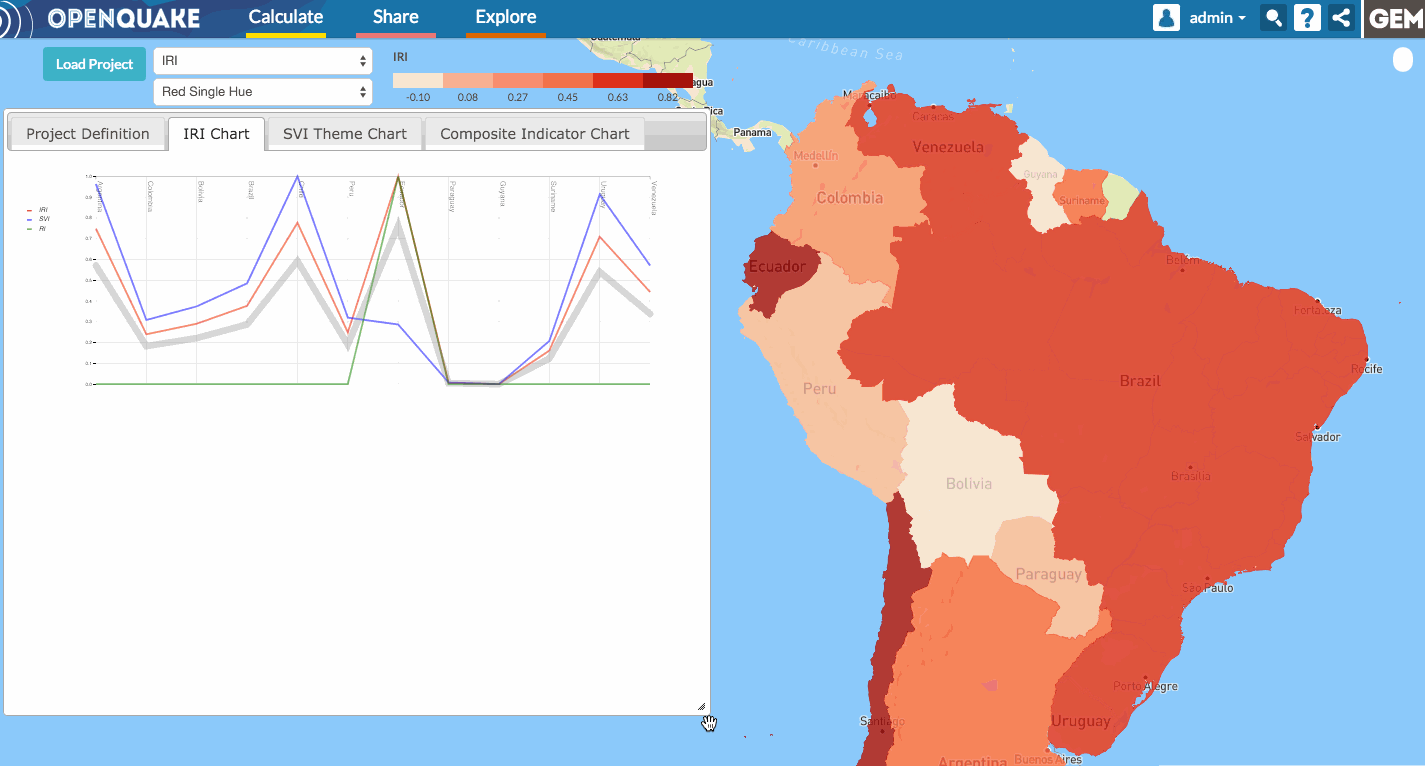 OPENQUAKE Calculate Share Explore admin GEM
Load Project
IRI
Red Single Hue
IRI
-0.10 0.08 0.27 0.45 0.63 0.82
Project Definition IRI Chart SVI Theme Chart Composite Indicator Chart
Argentina Colombia Bolivia Brazil Peru Paraguay Guyana Suriname Uruguay Venezuela
IRI
SVI
RI
1.0
0.9
0.8
0.7
0.6
0.5
0.4
0.3
0.2
0.1
0.0
Guatemala
Caribbean Sea
Panama
Maracaibo
Caracas
Venezuela
Medellín
Colombia
Guyana
Suriname
Ecuador
Belém
Fortaleza
Recife
Peru
Brazil
Salvador
Brasília
Bolivia
Paraguay
São Paulo
Porto Alegre
Santiago
Uruguay
Argentina
Buenos Aires